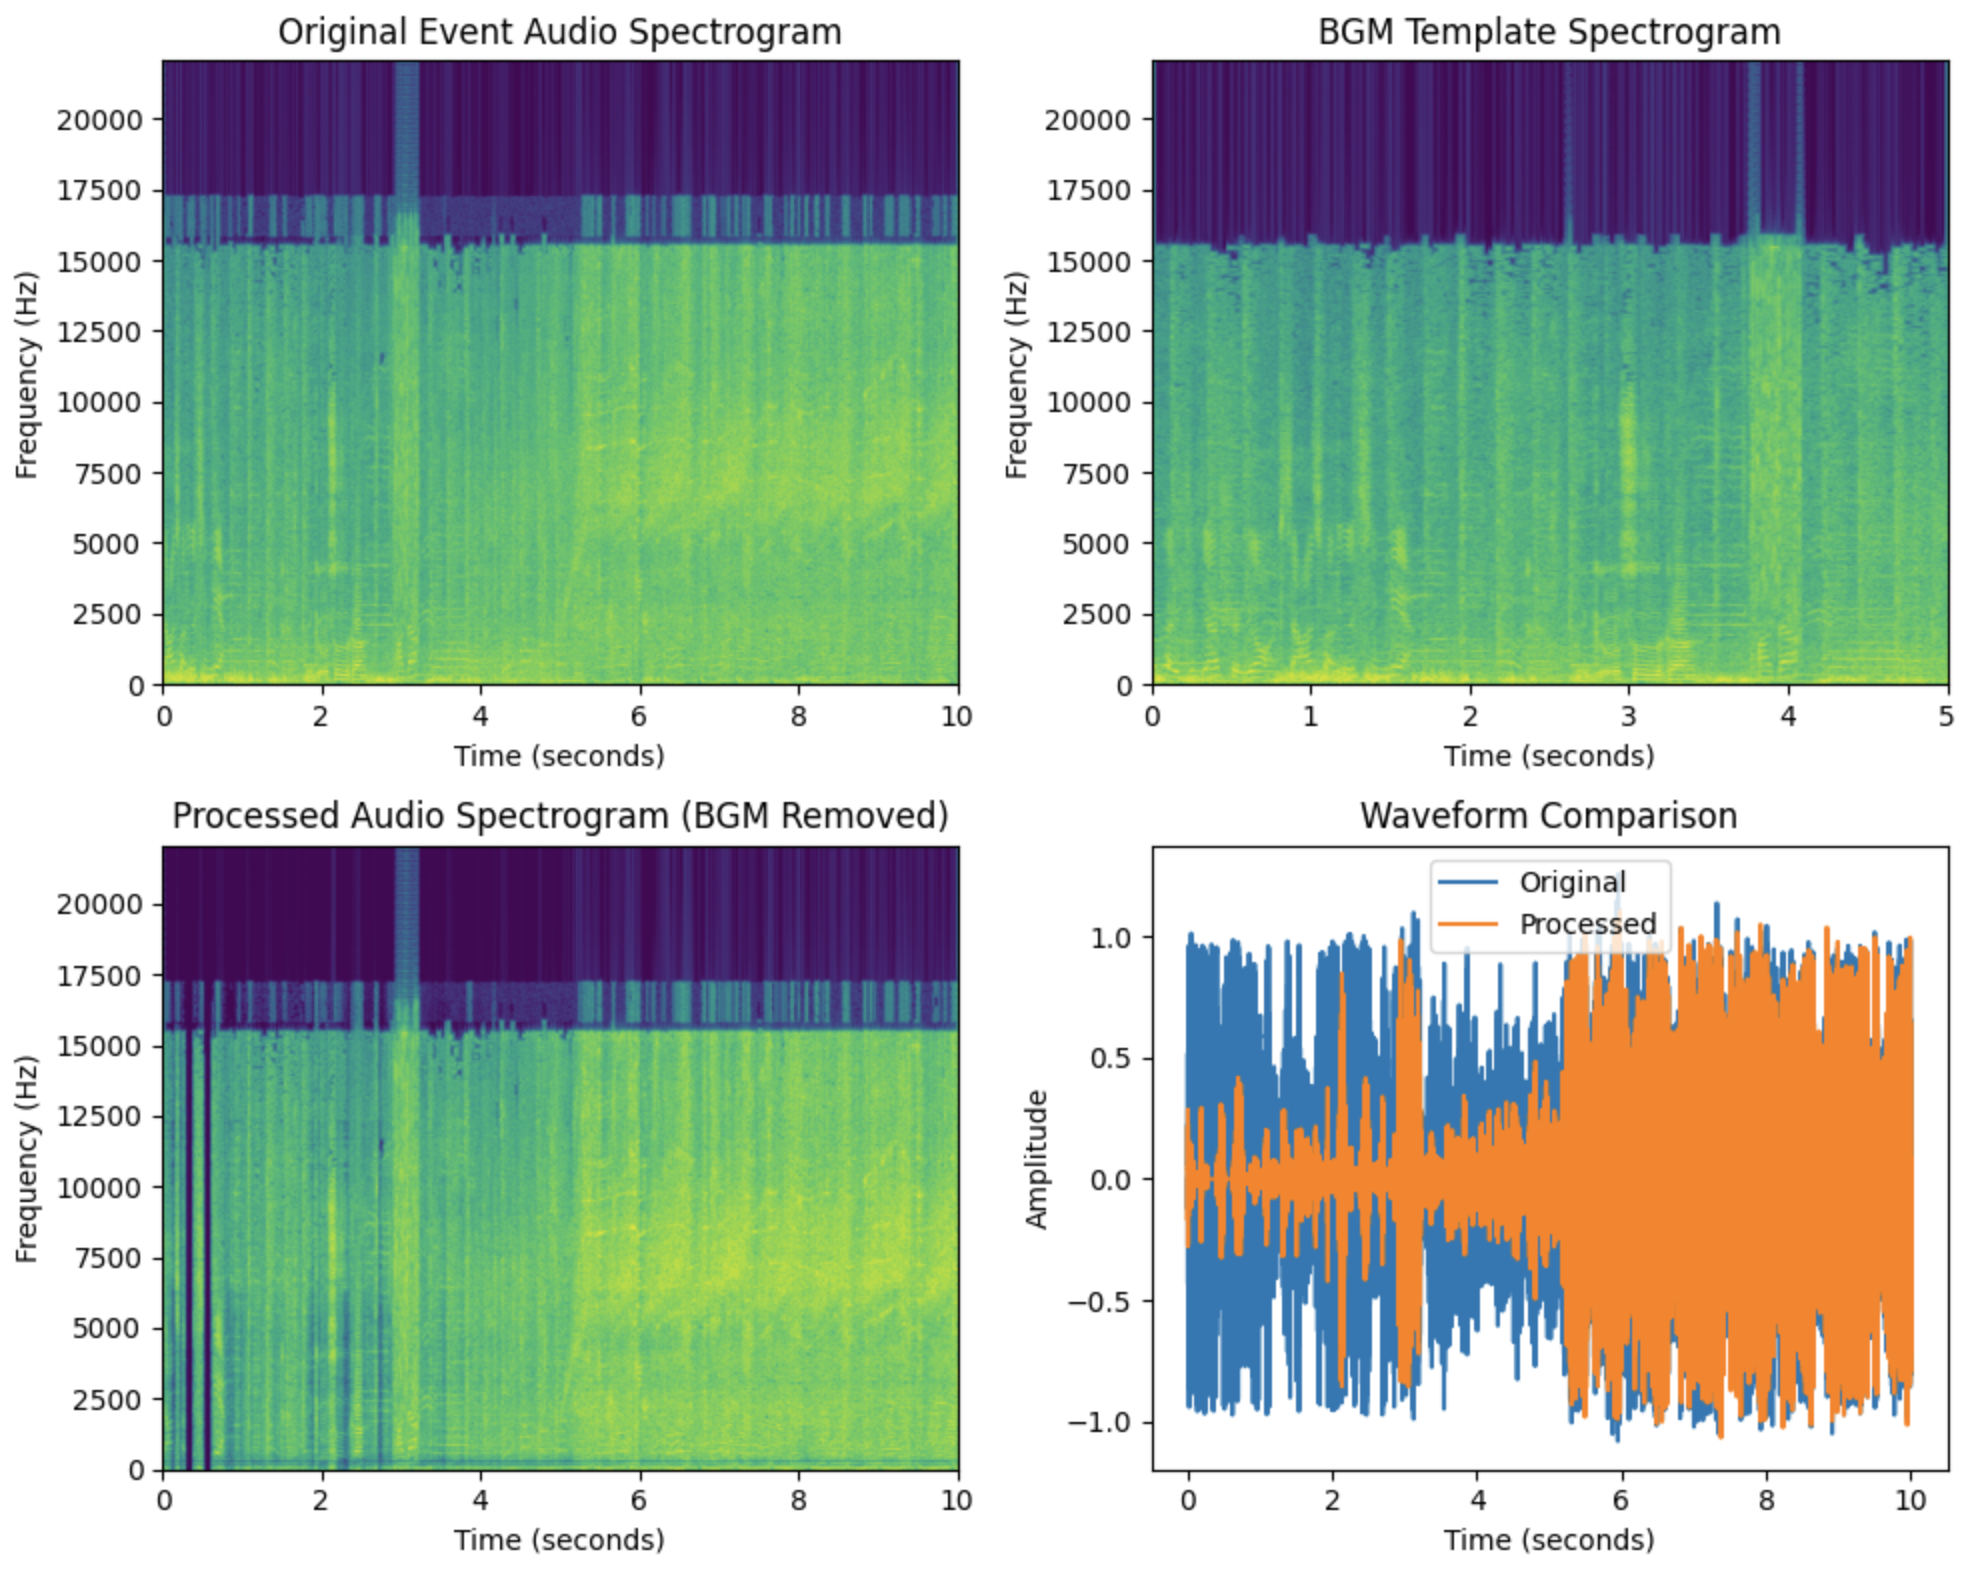 Original Event Audio Spectrogram
20000
17500
15000
12500
10000
7500
5000
2500
0
Frequency (Hz)
0 2 4 6 8 10
Time (seconds)
BGM Template Spectrogram
20000
17500
15000
12500
10000
7500
5000
2500
0
Frequency (Hz)
0 1 2 3 4 5
Time (seconds)
Processed Audio Spectrogram (BGM Removed)
20000
17500
15000
12500
10000
7500
5000
2500
0
Frequency (Hz)
0 2 4 6 8 10
Time (seconds)
Waveform Comparison
Original
Processed
1.0
0.5
0.0
−0.5
−1.0
Amplitude
0 2 4 6 8 10
Time (seconds)